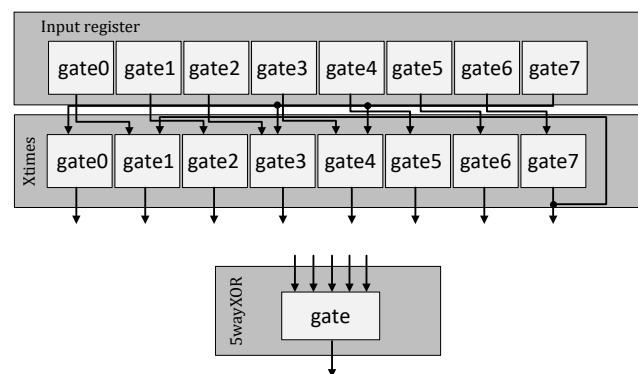 Input register
gate0 gate1 gate2 gate3 gate4 gate5 gate6 gate7
Xtimes
gate0 gate1 gate2 gate3 gate4 gate5 gate6 gate7
5wayXOR
gate